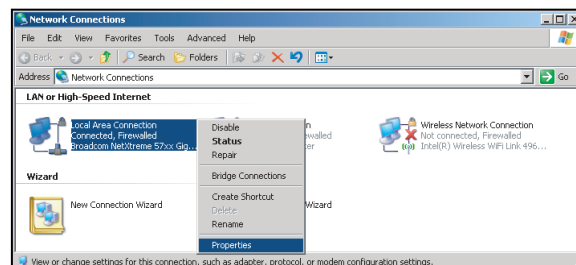 Network Connections
File Edit View Favorites Tools Advanced Help
Back Search Folders
Address Network Connections Go
LAN or High-Speed Internet
Local Area Connection
Connected, Firewalled
Broadcom NetXtreme 57xx Gig...
Disable
Status
Repair
Bridge Connections
Create Shortcut
Delete
Rename
Properties
n
ewalled
ter
Wireless Network Connection
Not connected, Firewalled
Intel(R) Wireless WiFi Link 496...
Wizard
New Connection Wizard
Wizard
View or change settings for this connection, such as adapter, protocol, or modem configuration settings.